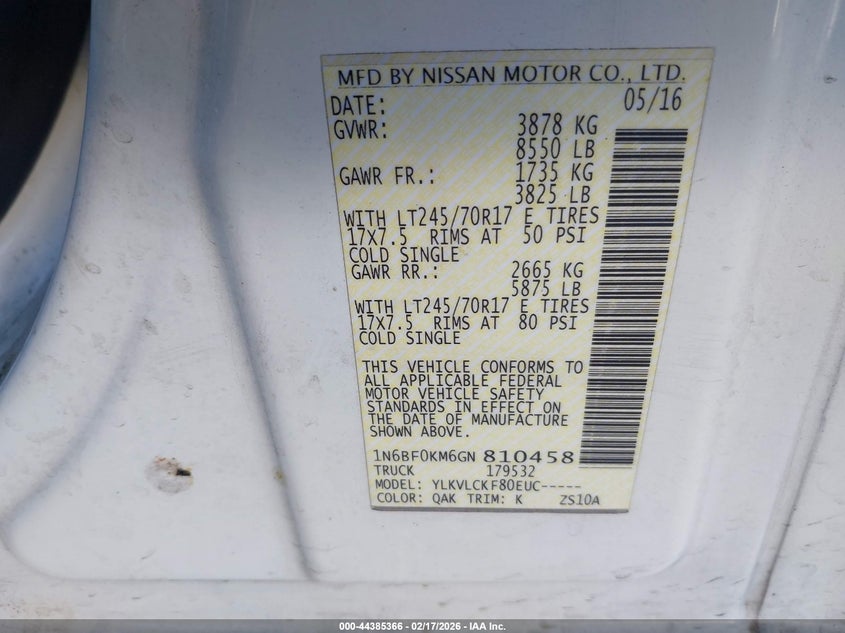 MFD BY NISSAN MOTOR CO., LTD.
DATE: 05/16
GVWR: 3878 KG
8550 LB
GAWR FR.: 1735 KG
3825 LB
WITH LT245/70R17 E TIRES
17X7.5 RIMS AT 50 PSI
COLD SINGLE
GAWR RR.: 2665 KG
5875 LB
WITH LT245/70R17 E TIRES
17X7.5 RIMS AT 80 PSI
COLD SINGLE
THIS VEHICLE CONFORMS TO
ALL APPLICABLE FEDERAL
MOTOR VEHICLE SAFETY
STANDARDS IN EFFECT ON
THE DATE OF MANUFACTURE
SHOWN ABOVE.
1N6BF0KM6GN 810458
TRUCK 179532
MODEL: YLKVLCKF80EUC-----
COLOR: QAK TRIM: K ZS10A
000-44385366 - 02/17/2026 - IAA Inc.